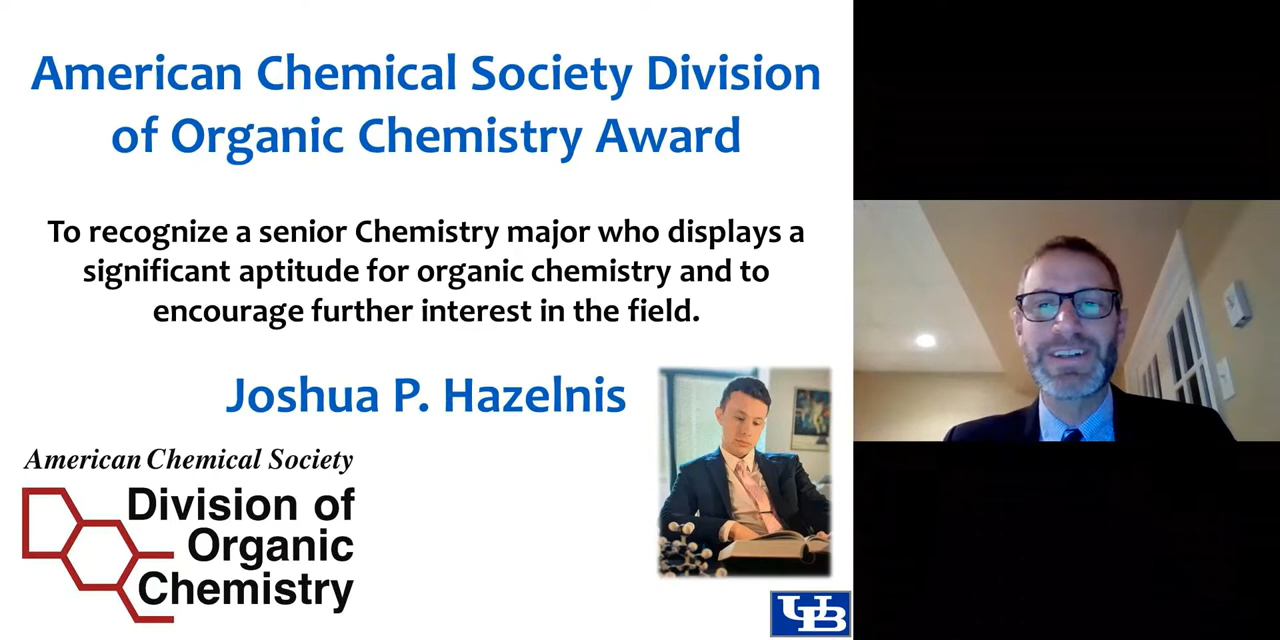 American Chemical Society Division
of Organic Chemistry Award
To recognize a senior Chemistry major who displays a
significant aptitude for organic chemistry and to
encourage further interest in the field.
Joshua P. Hazelnis
American Chemical Society
Division of
Organic
Chemistry
UB